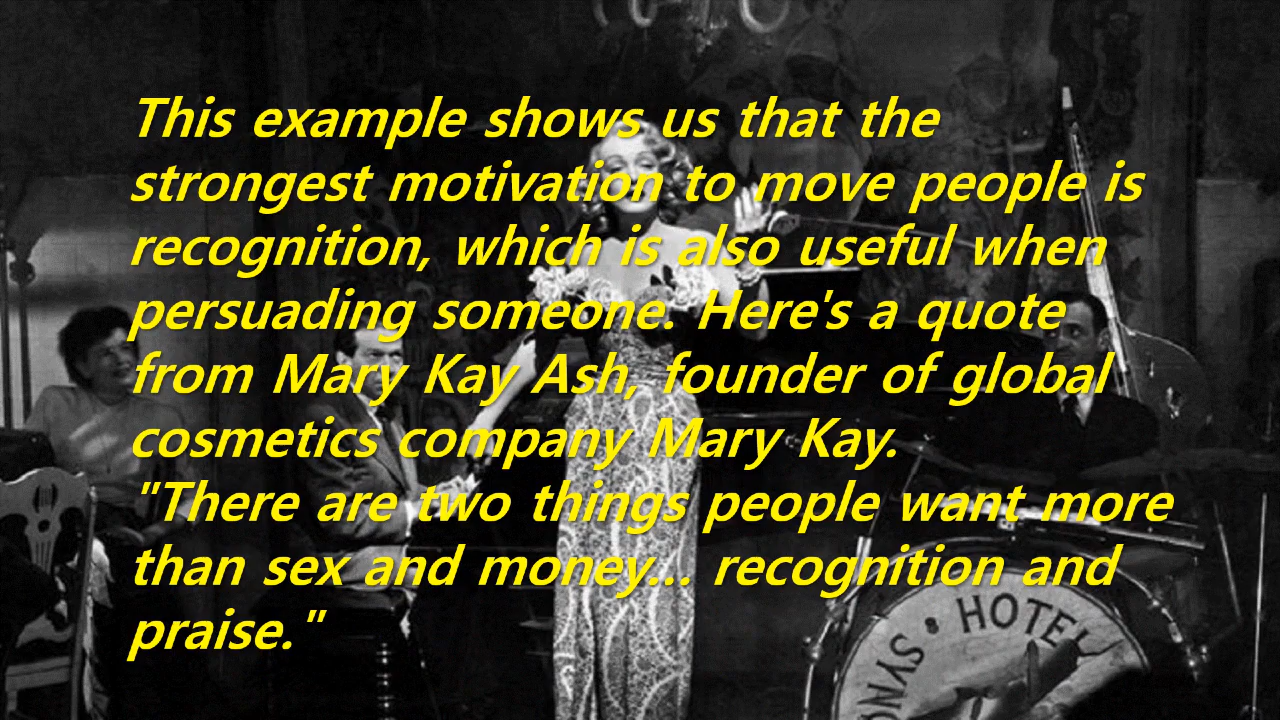 This example shows us that the
strongest motivation to move people is
recognition, which is also useful when
persuading someone. Here's a quote
from Mary Kay Ash, founder of global
cosmetics company Mary Kay.
"There are two things people want more
than sex and money... recognition and
praise."
HOTEL
SYNC